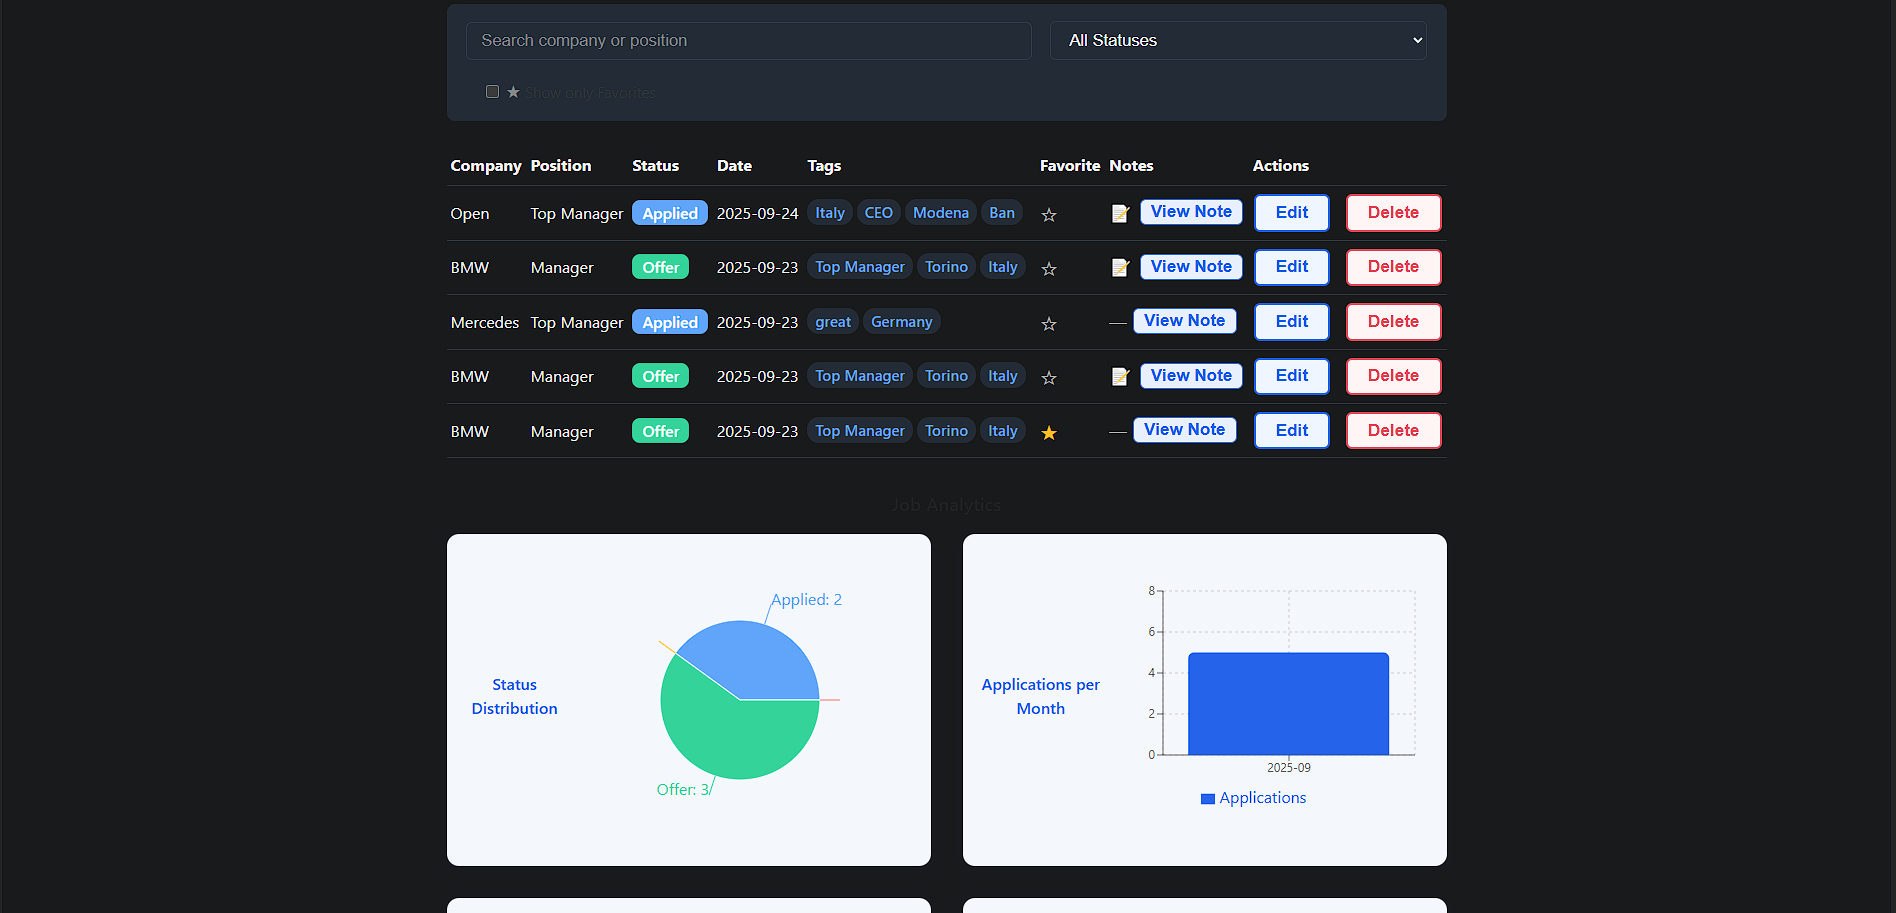 Search company or position
All Statuses
★ Show only Favorites
Company Position Status Date Tags Favorite Notes Actions
Open Top Manager Applied 2025-09-24 Italy CEO Modena Ban ☆ 📝 View Note Edit Delete
BMW Manager Offer 2025-09-23 Top Manager Torino Italy ☆ 📝 View Note Edit Delete
Mercedes Top Manager Applied 2025-09-23 great Germany ☆ — View Note Edit Delete
BMW Manager Offer 2025-09-23 Top Manager Torino Italy ☆ 📝 View Note Edit Delete
BMW Manager Offer 2025-09-23 Top Manager Torino Italy ★ — View Note Edit Delete
Job Analytics
Status
Distribution
Applied: 2
Offer: 3
Applications per
Month
8
6
4
2
0
2025-09
Applications